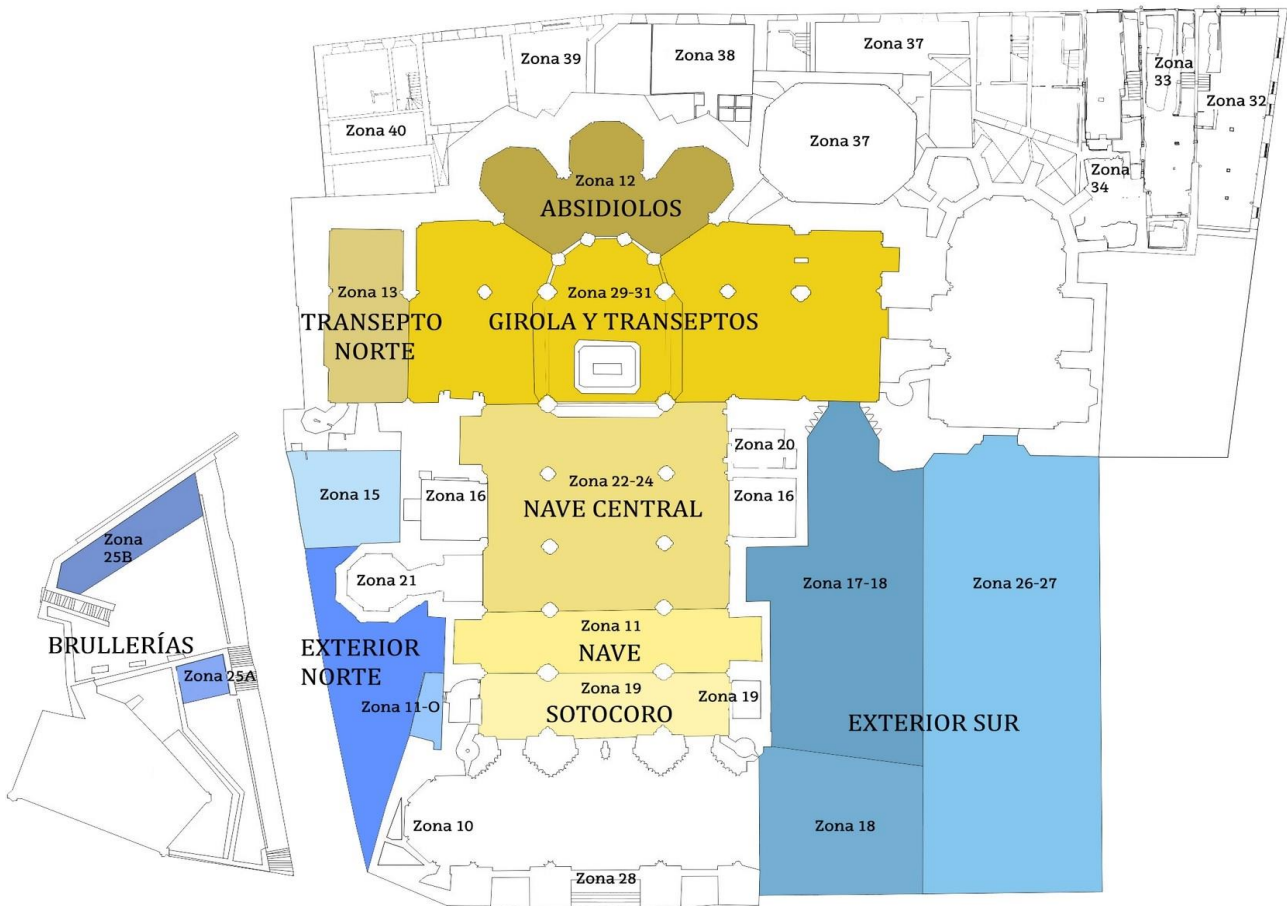 Zona 39
Zona 38
Zona 37
Zona 33
Zona 32
Zona 40
Zona 37
Zona 34
Zona 12
ABSIDIOLOS
Zona 13
TRANSEPTO
NORTE
Zona 29-31
GIROLA Y TRANSEPTOS
Zona 20
Zona 15
Zona 16
Zona 22-24
NAVE CENTRAL
Zona 16
Zona
25B
Zona 21
Zona 17-18
Zona 26-27
BRULLERÍAS
Zona 25A
EXTERIOR
NORTE
Zona 11
NAVE
Zona 11-O
Zona 19
SOTOCORO
Zona 19
EXTERIOR SUR
Zona 10
Zona 18
Zona 28